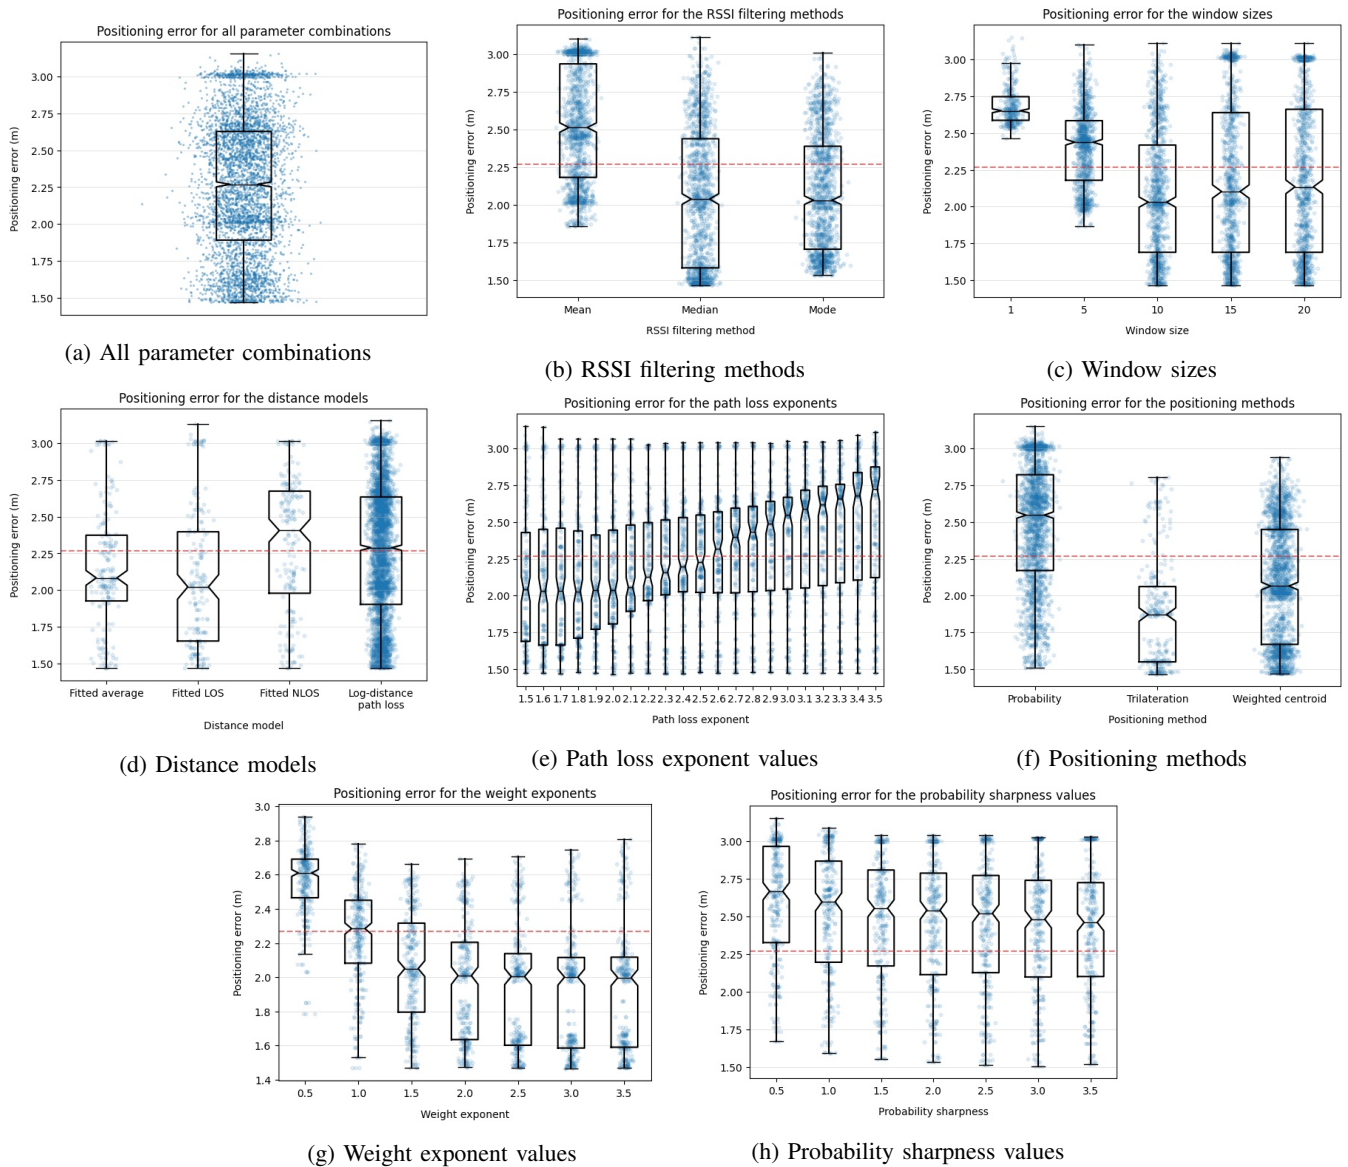 Positioning error for all parameter combinations
Positioning error (m)
3.00
2.75
2.50
2.25
2.00
1.75
1.50
(a) All parameter combinations
Positioning error for the RSSI filtering methods
Positioning error (m)
3.00
2.75
2.50
2.25
2.00
1.75
1.50
Mean Median Mode
RSSI filtering method
(b) RSSI filtering methods
Positioning error for the window sizes
Positioning error (m)
3.00
2.75
2.50
2.25
2.00
1.75
1.50
1 5 10 15 20
Window size
(c) Window sizes
Positioning error for the distance models
Positioning error (m)
3.00
2.75
2.50
2.25
2.00
1.75
1.50
Fitted average Fitted LOS Fitted NLOS Log-distance
path loss
Distance model
(d) Distance models
Positioning error for the path loss exponents
Positioning error (m)
3.00
2.75
2.50
2.25
2.00
1.75
1.50
1.5 1.6 1.7 1.8 1.9 2.0 2.1 2.2 2.3 2.4 2.5 2.6 2.7 2.8 2.9 3.0 3.1 3.2 3.3 3.4 3.5
Path loss exponent
(e) Path loss exponent values
Positioning error for the positioning methods
Positioning error (m)
3.00
2.75
2.50
2.25
2.00
1.75
1.50
Probability Trilateration Weighted centroid
Positioning method
(f) Positioning methods
Positioning error for the weight exponents
Positioning error (m)
3.0
2.8
2.6
2.4
2.2
2.0
1.8
1.6
1.4
0.5 1.0 1.5 2.0 2.5 3.0 3.5
Weight exponent
(g) Weight exponent values
Positioning error for the probability sharpness values
Positioning error (m)
3.00
2.75
2.50
2.25
2.00
1.75
1.50
0.5 1.0 1.5 2.0 2.5 3.0 3.5
Probability sharpness
(h) Probability sharpness values